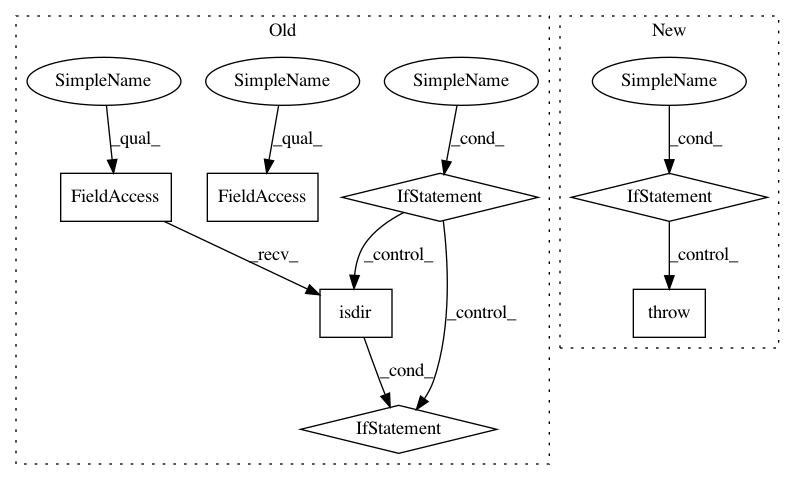 Old
New
SimpleName
SimpleName
SimpleName
SimpleName
_qual_
_qual_
_cond_
_cond_
FieldAccess
FieldAccess
IfStatement
IfStatement
_recv_
_control_
_control_
_control_
isdir
throw
_cond_
IfStatement